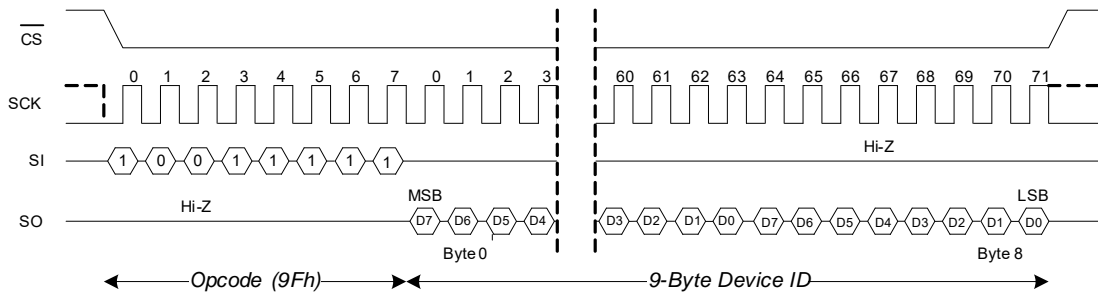 CS
0 1 2 3 4 5 6 7 0 1 2 3 60 61 62 63 64 65 66 67 68 69 70 71
SCK
Hi-Z
SI 1 0 0 1 1 1 1 1
Hi-Z MSB LSB
SO D7 D6 D5 D4 D3 D2 D1 D0 D7 D6 D5 D4 D3 D2 D1 D0
Byte 0 Byte 8
Opcode (9Fh) 9-Byte Device ID